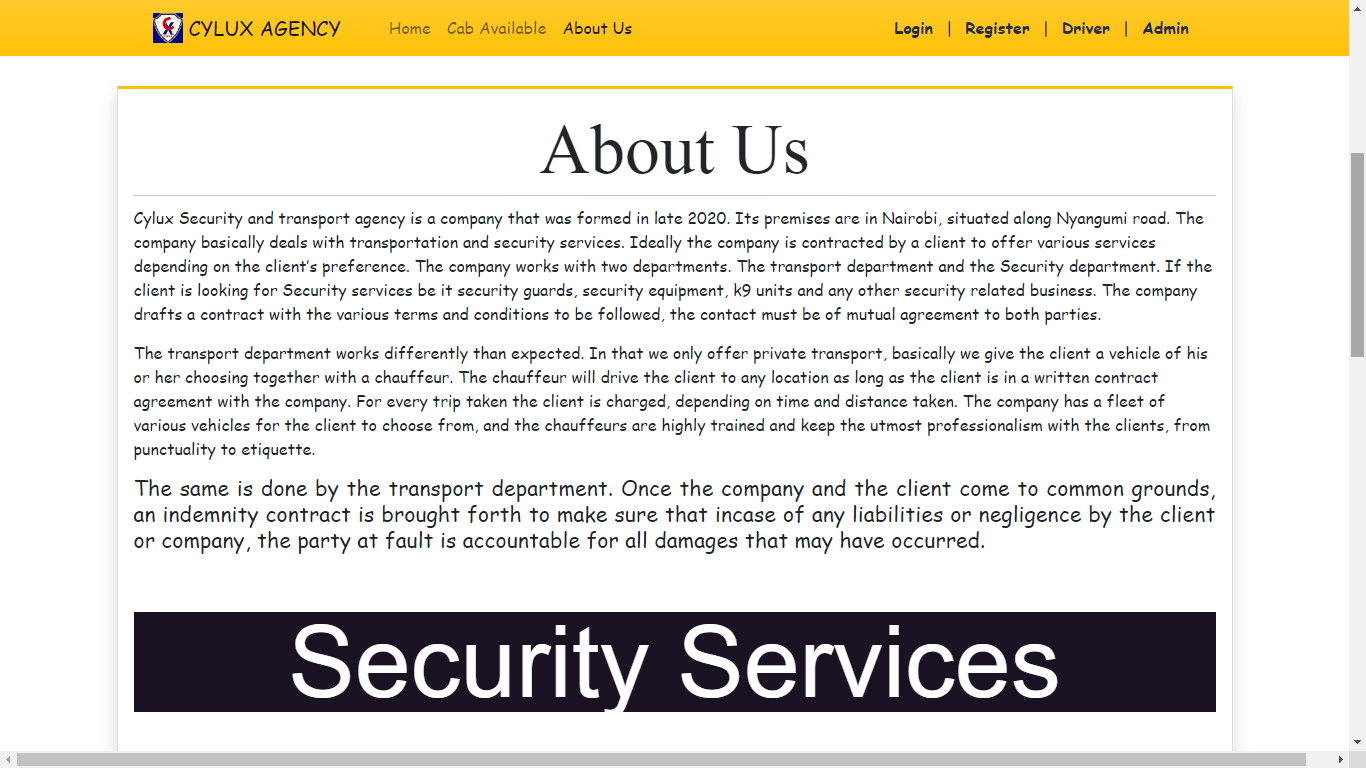 CYLUX AGENCY Home Cab Available About Us Login | Register | Driver | Admin
About Us
Cylux Security and transport agency is a company that was formed in late 2020. Its premises are in Nairobi, situated along Nyangumi road. The
company basically deals with transportation and security services. Ideally the company is contracted by a client to offer various services
depending on the client's preference. The company works with two departments. The transport department and the Security department. If the
client is looking for Security services be it security guards, security equipment, k9 units and any other security related business. The company
drafts a contract with the various terms and conditions to be followed, the contact must be of mutual agreement to both parties.
The transport department works differently than expected. In that we only offer private transport, basically we give the client a vehicle of his
or her choosing together with a chauffeur. The chauffeur will drive the client to any location as long as the client is in a written contract
agreement with the company. For every trip taken the client is charged, depending on time and distance taken. The company has a fleet of
various vehicles for the client to choose from, and the chauffeurs are highly trained and keep the utmost professionalism with the clients, from
punctuality to etiquette.
The same is done by the transport department. Once the company and the client come to common grounds,
an indemnity contract is brought forth to make sure that incase of any liabilities or negligence by the client
or company, the party at fault is accountable for all damages that may have occurred.
Security Services